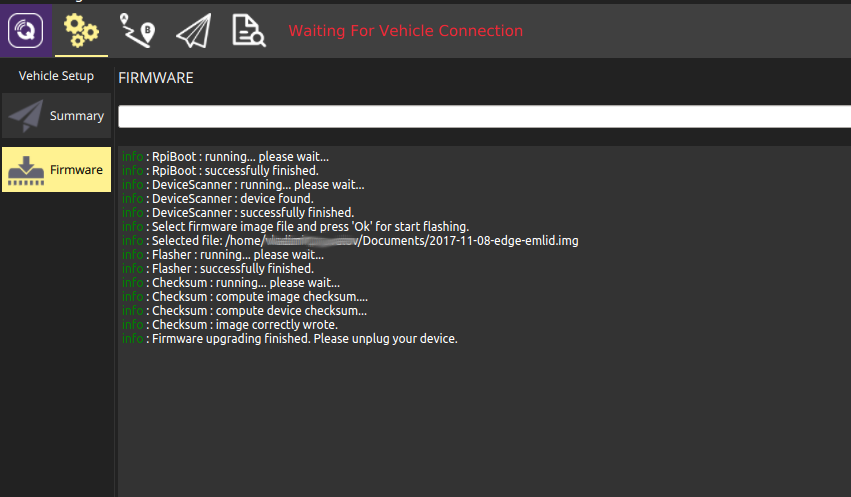 Waiting For Vehicle Connection
Vehicle Setup
FIRMWARE
Summary
Firmware
info : RpiBoot : running... please wait...
info : RpiBoot : successfully finished.
info : DeviceScanner : running... please wait...
info : DeviceScanner : device found.
info : DeviceScanner : successfully finished.
info : Select firmware image file and press 'Ok' for start flashing.
info : Selected file: /home/ /Documents/2017-11-08-edge-emlid.img
info : Flasher : running... please wait...
info : Flasher : successfully finished.
info : Checksum : running... please wait...
info : Checksum : compute image checksum....
info : Checksum : compute device checksum...
info : Checksum : image correctly wrote.
info : Firmware upgrading finished. Please unplug your device.